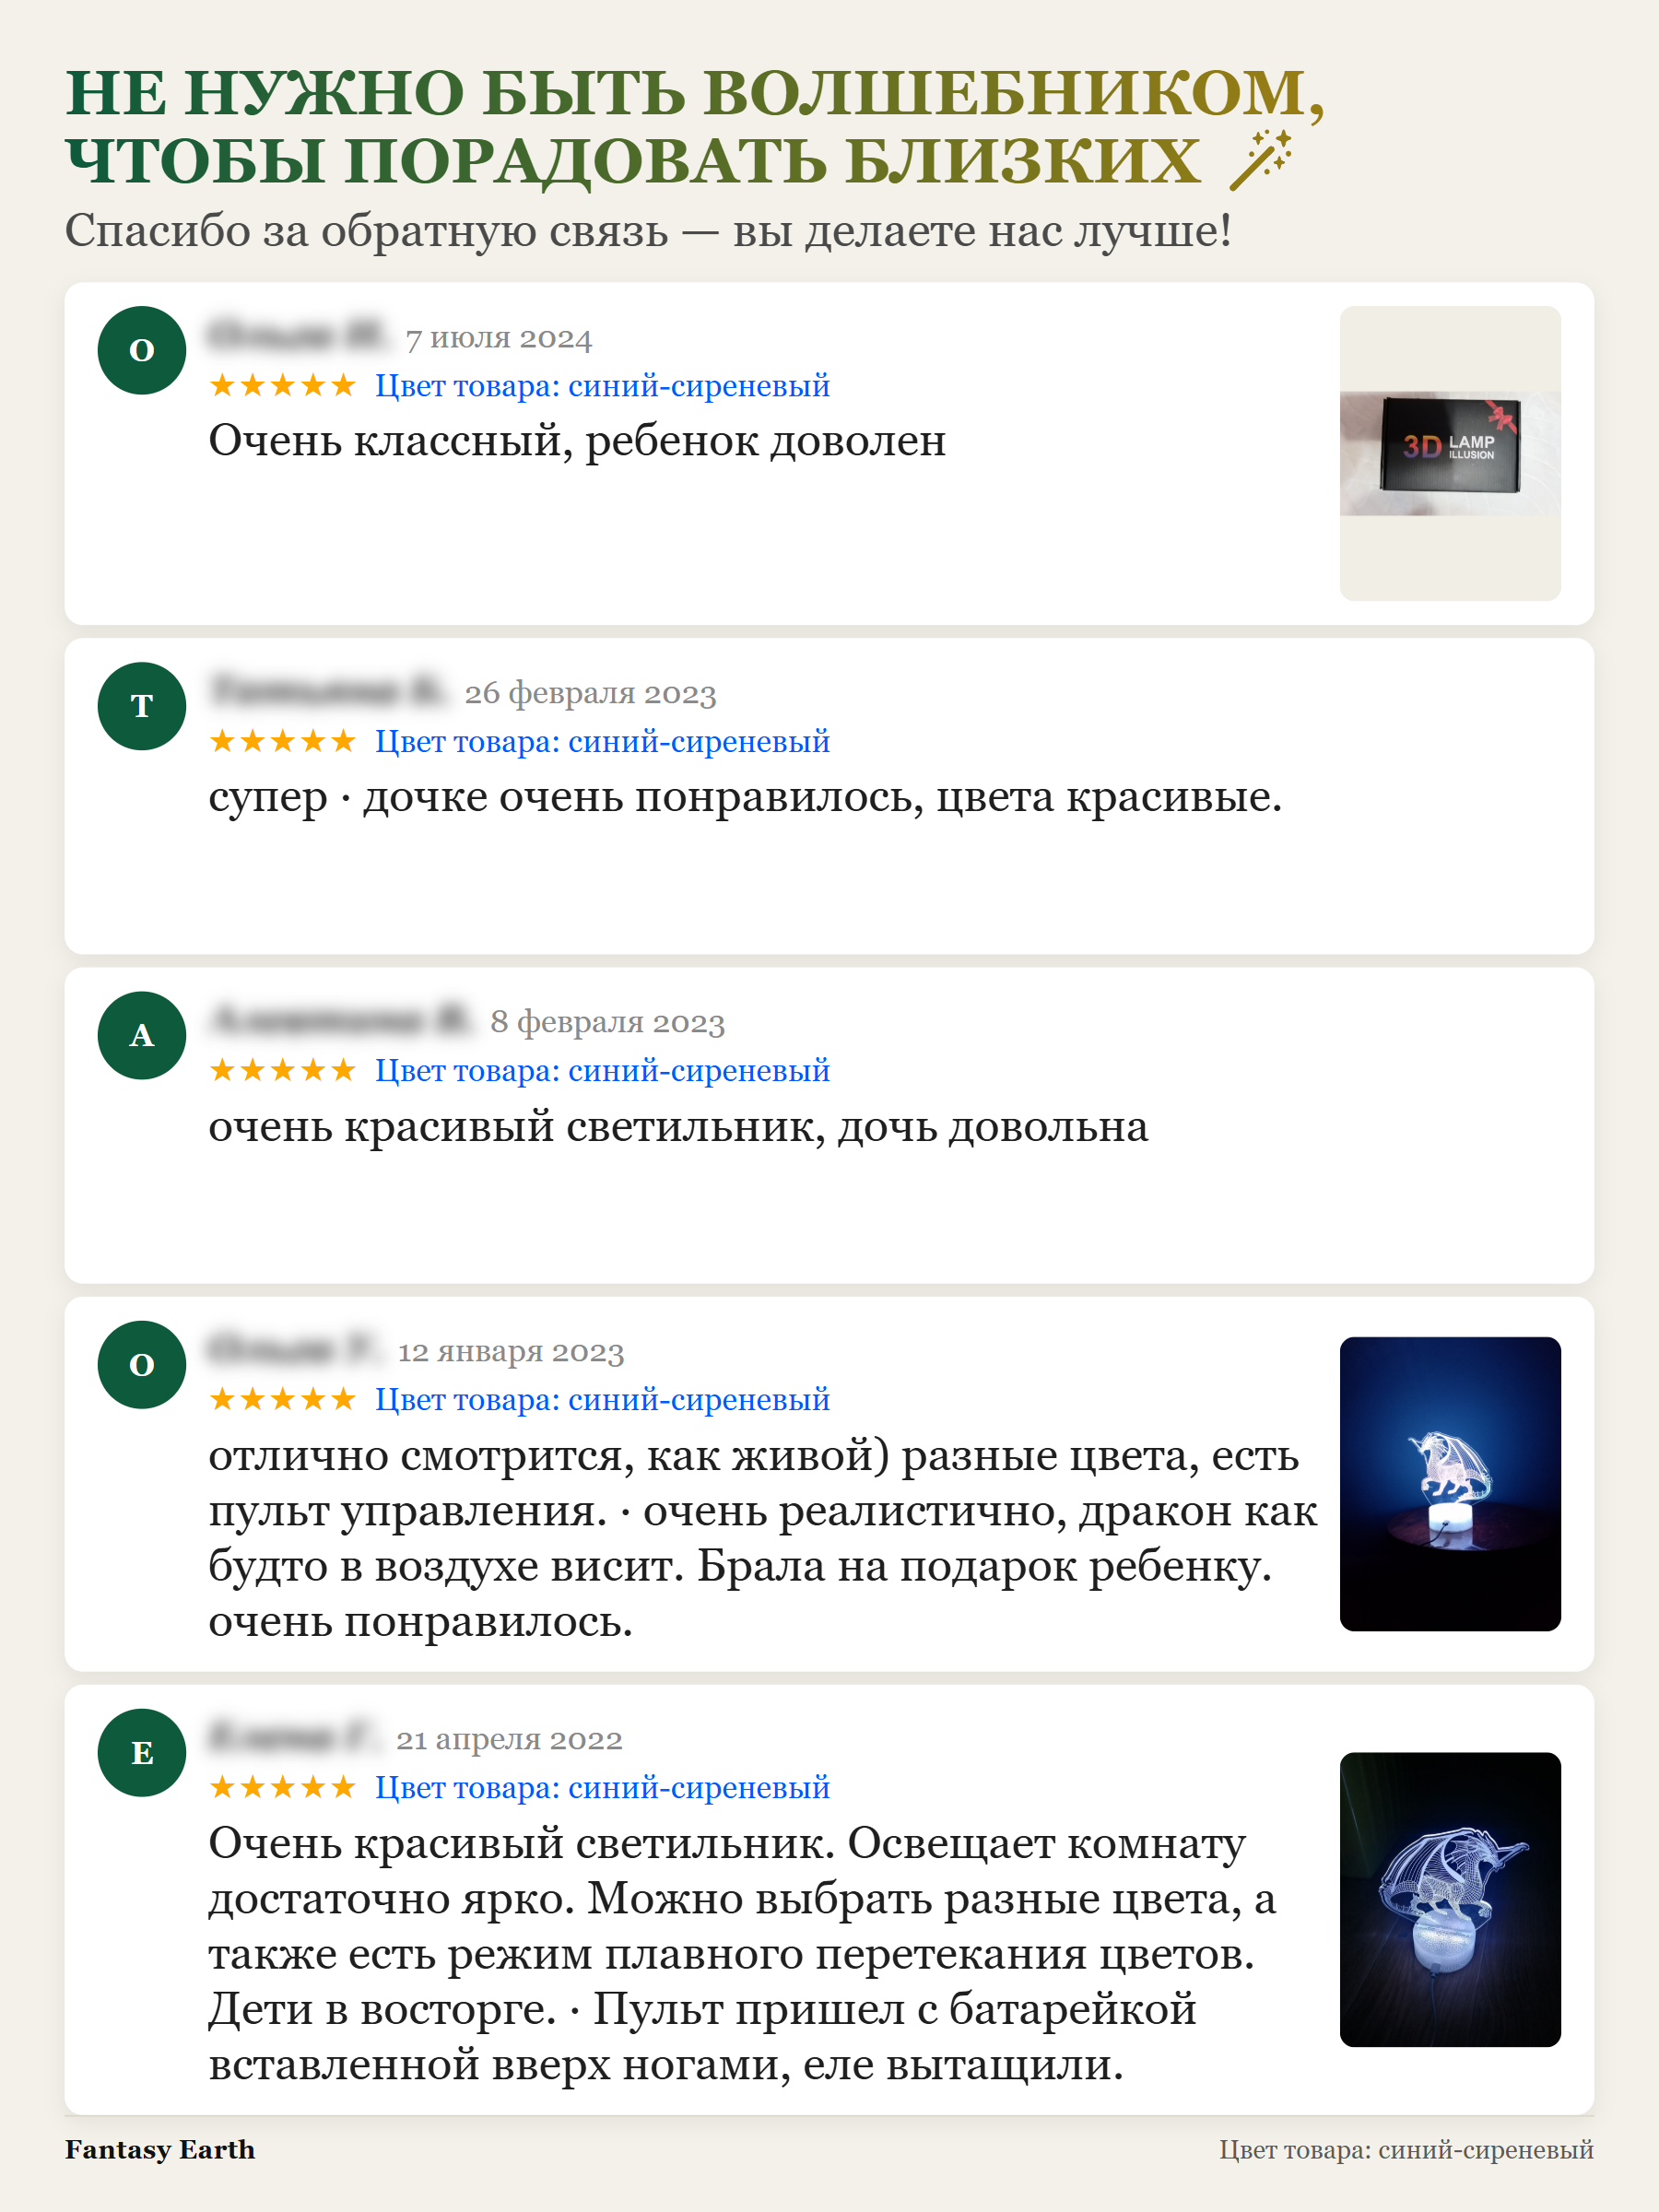 НЕ НУЖНО БЫТЬ ВОЛШЕБНИКОМ,
ЧТОБЫ ПОРАДОВАТЬ БЛИЗКИХ
Спасибо за обратную связь — вы делаете нас лучше!
О
7 июля 2024
★★★★★ Цвет товара: синий-сиреневый
Очень классный, ребенок доволен
3D LAMP
ILLUSION
Т
26 февраля 2023
★★★★★ Цвет товара: синий-сиреневый
супер · дочке очень понравилось, цвета красивые.
А
8 февраля 2023
★★★★★ Цвет товара: синий-сиреневый
очень красивый светильник, дочь довольна
О
12 января 2023
★★★★★ Цвет товара: синий-сиреневый
отлично смотрится, как живой) разные цвета, есть
пульт управления. · очень реалистично, дракон как
будто в воздухе висит. Брала на подарок ребенку.
очень понравилось.
Е
21 апреля 2022
★★★★★ Цвет товара: синий-сиреневый
Очень красивый светильник. Освещает комнату
достаточно ярко. Можно выбрать разные цвета, а
также есть режим плавного перетекания цветов.
Дети в восторге. · Пульт пришел с батарейкой
вставленной вверх ногами, еле вытащили.
Fantasy Earth
Цвет товара: синий-сиреневый